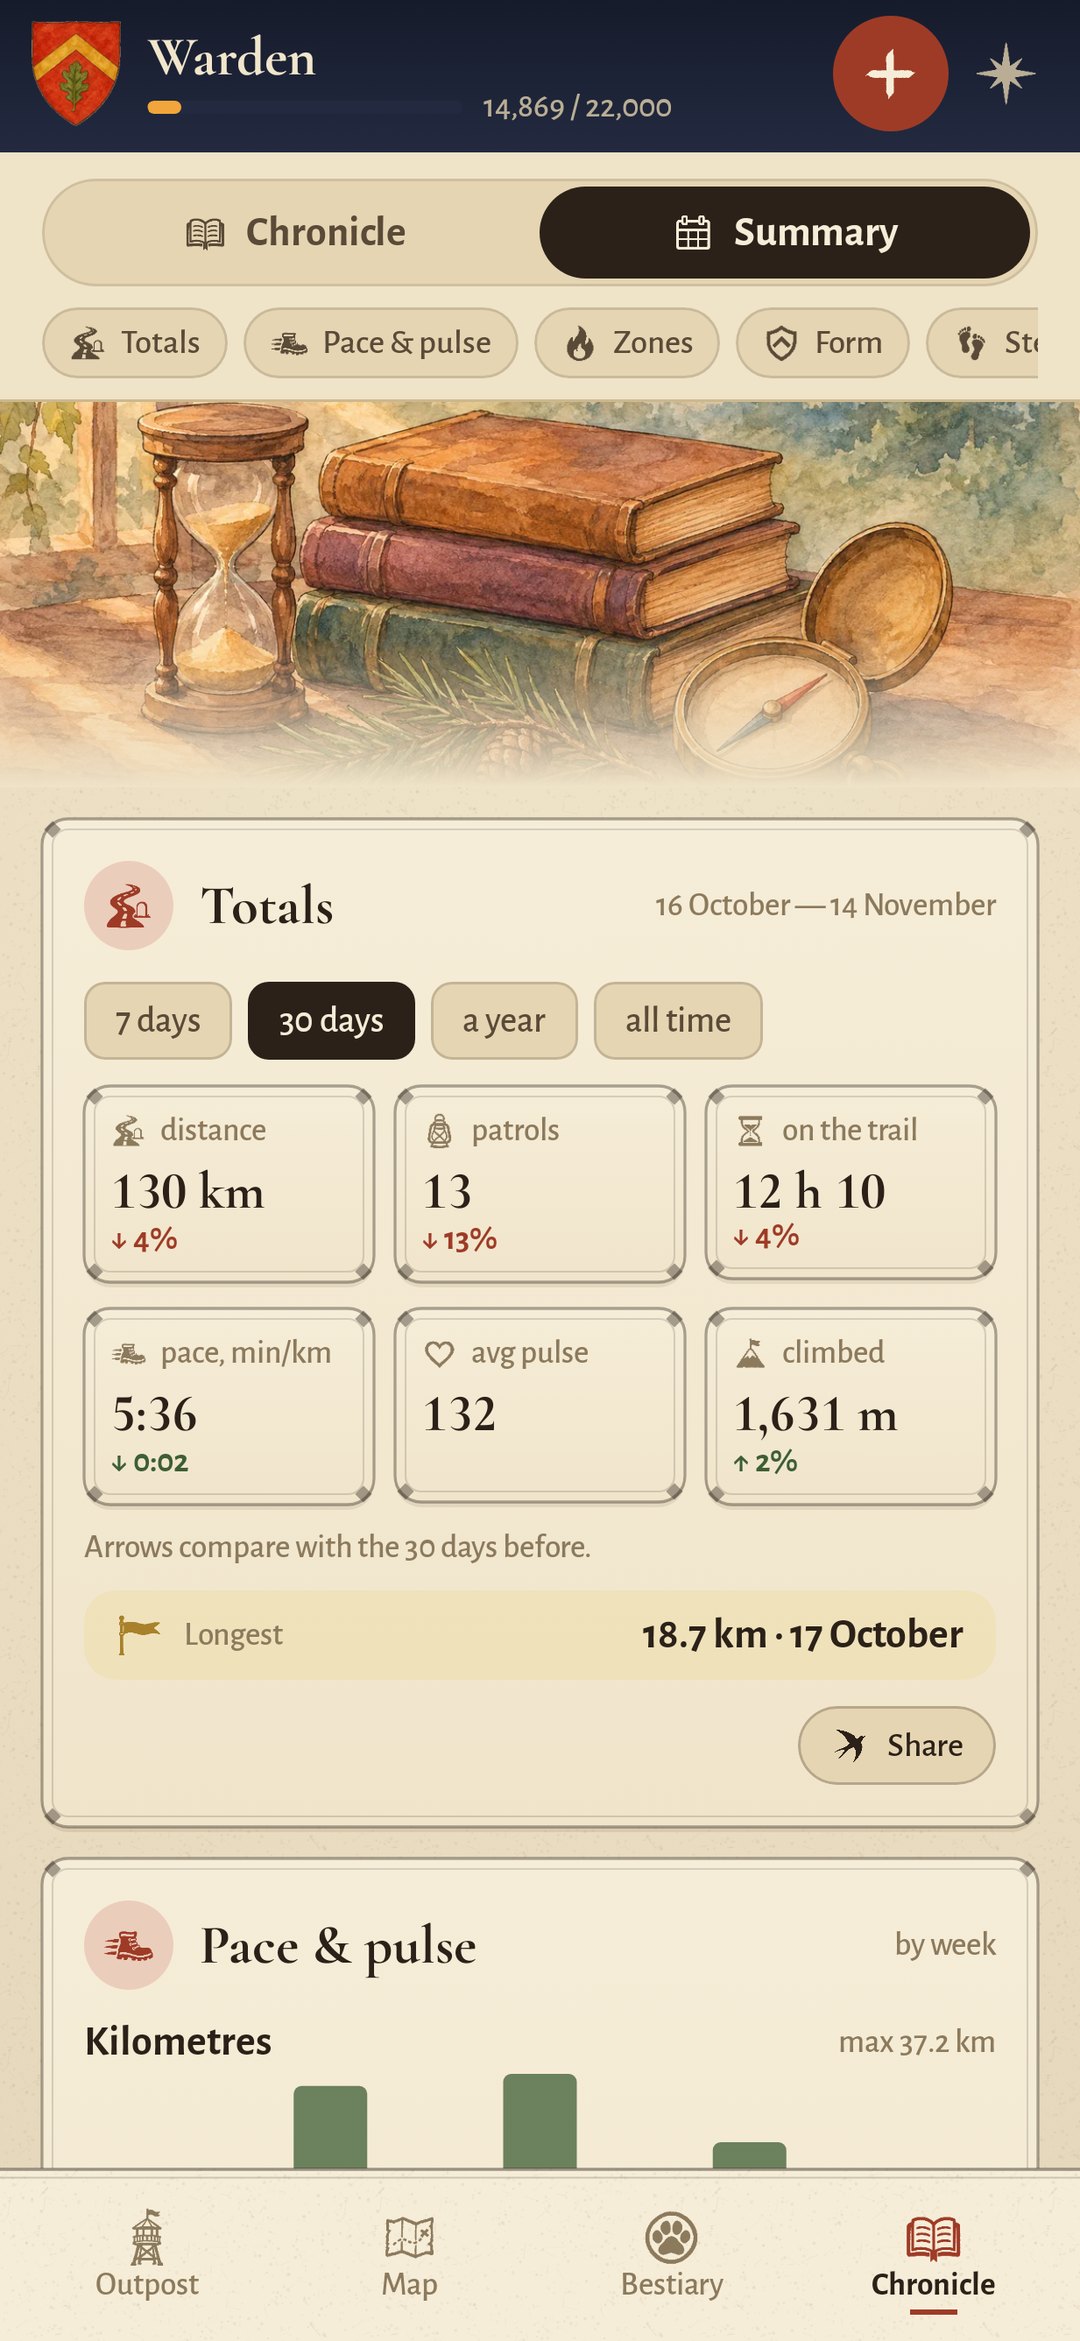 Warden
14,869 / 22,000
Chronicle
Summary
Totals
Pace & pulse
Zones
Form
Totals
16 October — 14 November
7 days
30 days
a year
all time
distance
130 km
↓ 4%
patrols
13
↓ 13%
on the trail
12 h 10
↓ 4%
pace, min/km
5:36
↓ 0:02
avg pulse
132
climbed
1,631 m
↑ 2%
Arrows compare with the 30 days before.
Longest
18.7 km · 17 October
Share
Pace & pulse
by week
Kilometres
max 37.2 km
Outpost
Map
Bestiary
Chronicle